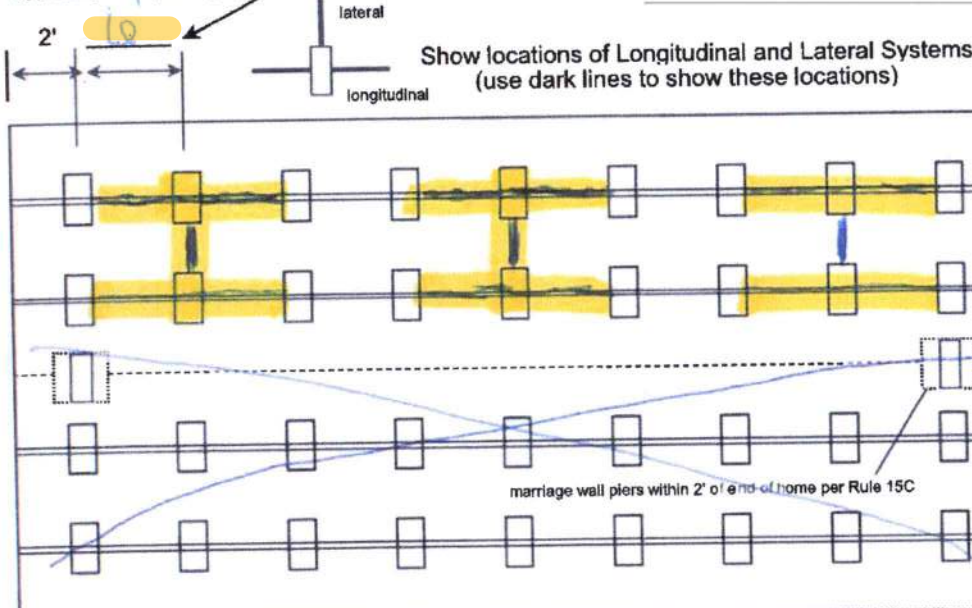 lateral
2'
Show locations of Longitudinal and Lateral Systems
(use dark lines to show these locations)
longitudinal
marriage wall piers within 2' of end of home per Rule 15C